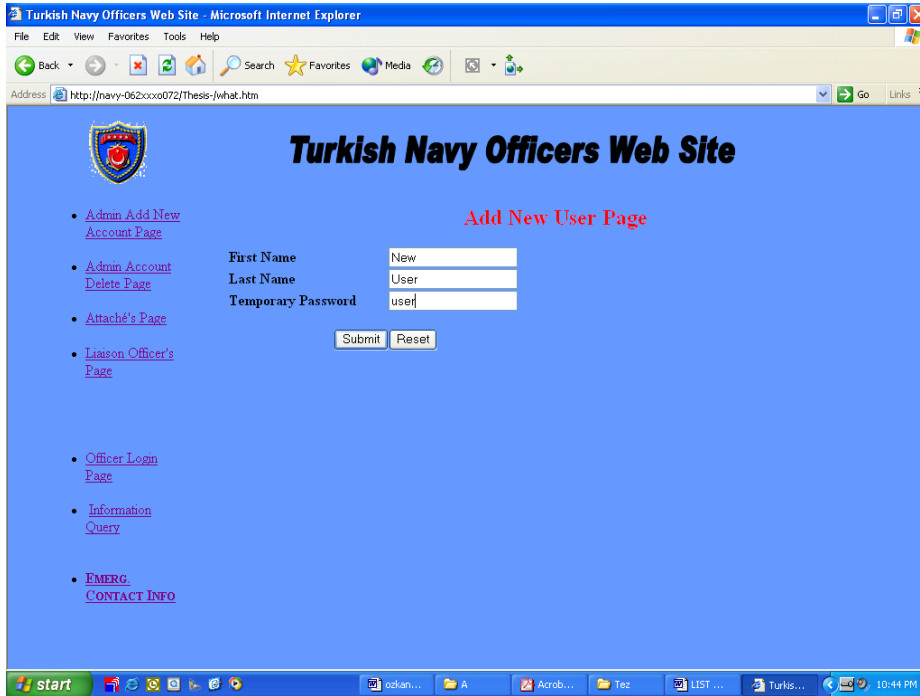 Turkish Navy Officers Web Site - Microsoft Internet Explorer
File Edit View Favorites Tools Help
Back Search Favorites Media
Address http://navy-062xxxo072/Thesis-/what.htm Go Links
Turkish Navy Officers Web Site
Admin Add New
Account Page
Admin Account
Delete Page
Attaché's Page
Liaison Officer's
Page
Officer Login
Page
Information
Query
EMERG.
CONTACT INFO
Add New User Page
First Name New
Last Name User
Temporary Password user
Submit Reset
start ozkan... A Acrob... Tez LIST ... Turkis... 10:44 PM